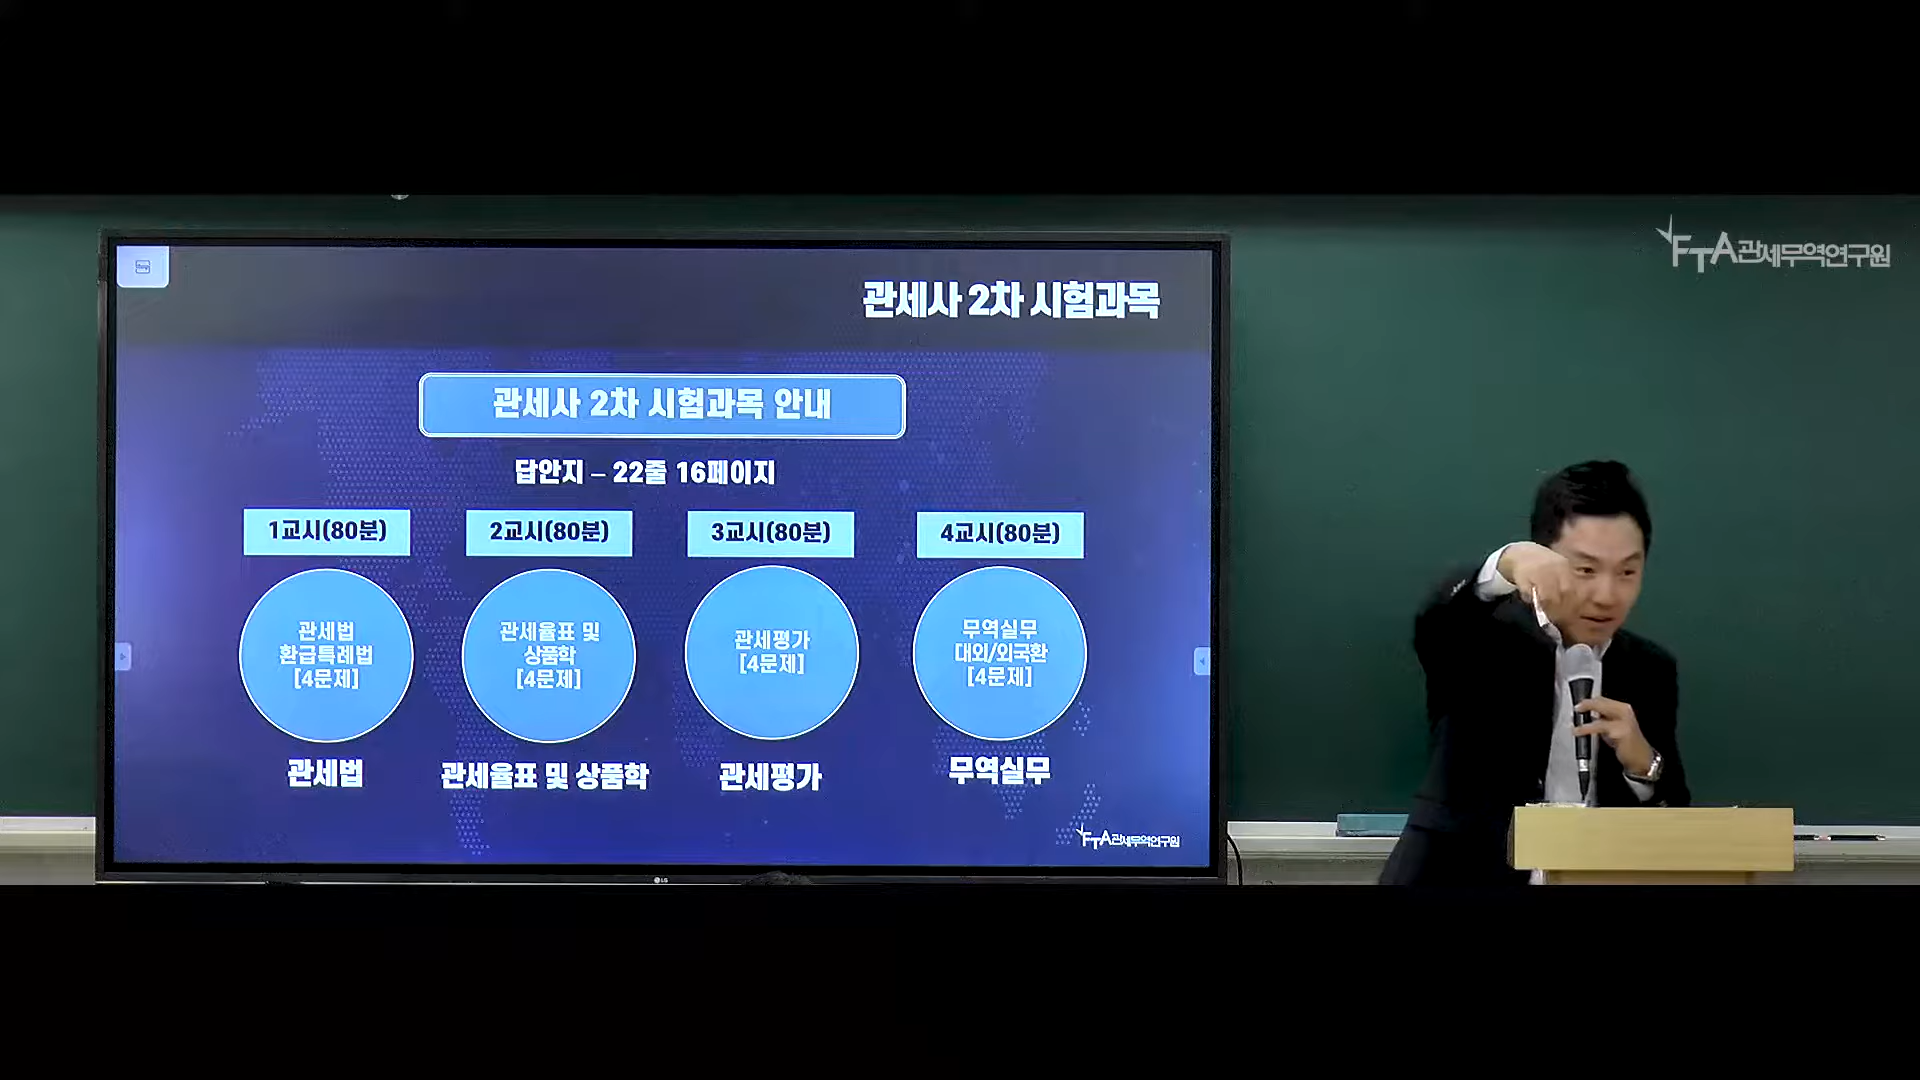 FTA관세무역연구원
관세사 2차 시험과목
관세사 2차 시험과목 안내
답안지 – 22줄 16페이지
1교시(80분)
2교시(80분)
3교시(80분)
4교시(80분)
관세법
환급특례법
[4문제]
관세율표 및
상품학
[4문제]
관세평가
[4문제]
무역실무
대외/외국환
[4문제]
관세법
관세율표 및 상품학
관세평가
무역실무
FTA관세무역연구원
LG